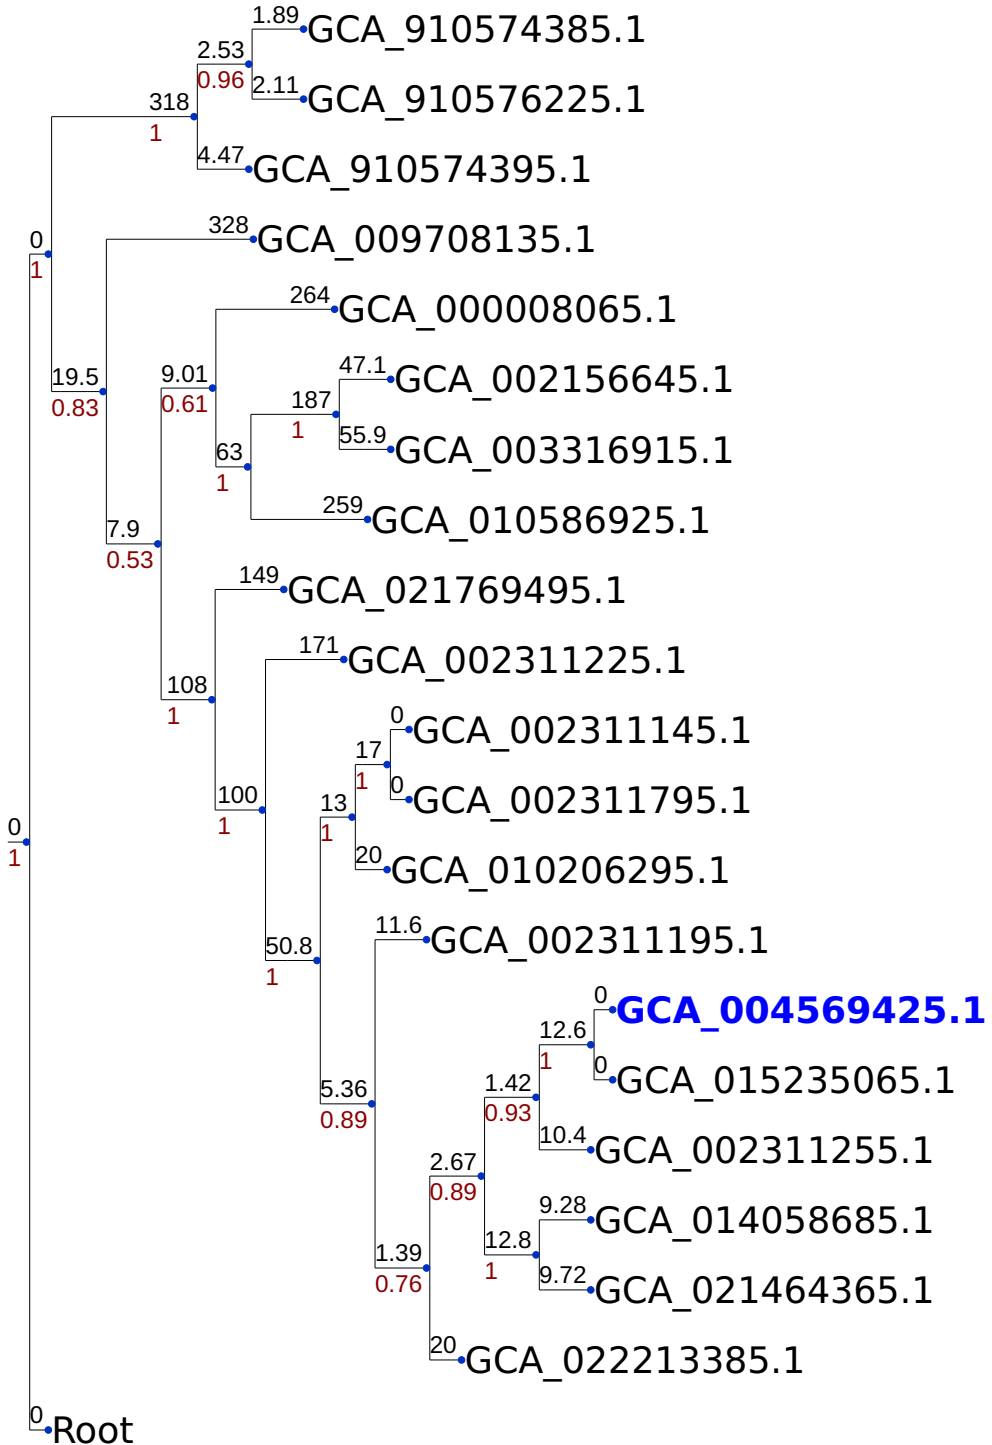 1.89
GCA_910574385.1
2.53
0.96
2.11
GCA_910576225.1
318
1
4.47
GCA_910574395.1
328
GCA_009708135.1
0
1
264
GCA_000008065.1
47.1
GCA_002156645.1
19.5
0.83
9.01
0.61
187
1
55.9
GCA_003316915.1
63
1
259
GCA_010586925.1
7.9
0.53
149
GCA_021769495.1
171
GCA_002311225.1
108
1
0
GCA_002311145.1
17
1
0
GCA_002311795.1
100
1
13
1
0
1
20
GCA_010206295.1
11.6
GCA_002311195.1
50.8
1
0
GCA_004569425.1
12.6
1
0
GCA_015235065.1
5.36
0.89
1.42
0.93
10.4
GCA_002311255.1
2.67
0.89
9.28
GCA_014058685.1
12.8
1
9.72
GCA_021464365.1
1.39
0.76
20
GCA_022213385.1
0
Root